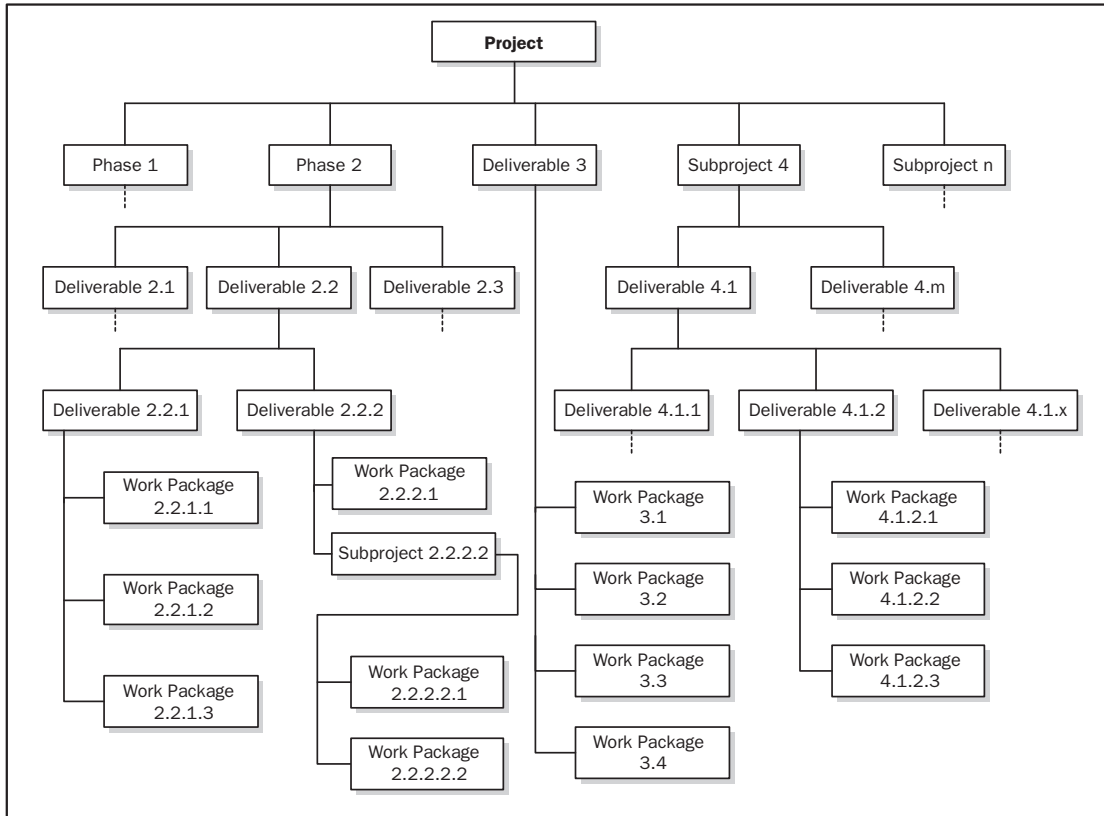 Project
Phase 1
Phase 2
Deliverable 3
Subproject 4
Subproject n
Deliverable 2.1
Deliverable 2.2
Deliverable 2.3
Deliverable 4.1
Deliverable 4.m
Deliverable 2.2.1
Deliverable 2.2.2
Deliverable 4.1.1
Deliverable 4.1.2
Deliverable 4.1.x
Work Package
2.2.1.1
Work Package
2.2.1.2
Work Package
2.2.1.3
Work Package
2.2.2.1
Subproject 2.2.2.2
Work Package
2.2.2.2.1
Work Package
2.2.2.2.2
Work Package
3.1
Work Package
3.2
Work Package
3.3
Work Package
3.4
Work Package
4.1.2.1
Work Package
4.1.2.2
Work Package
4.1.2.3